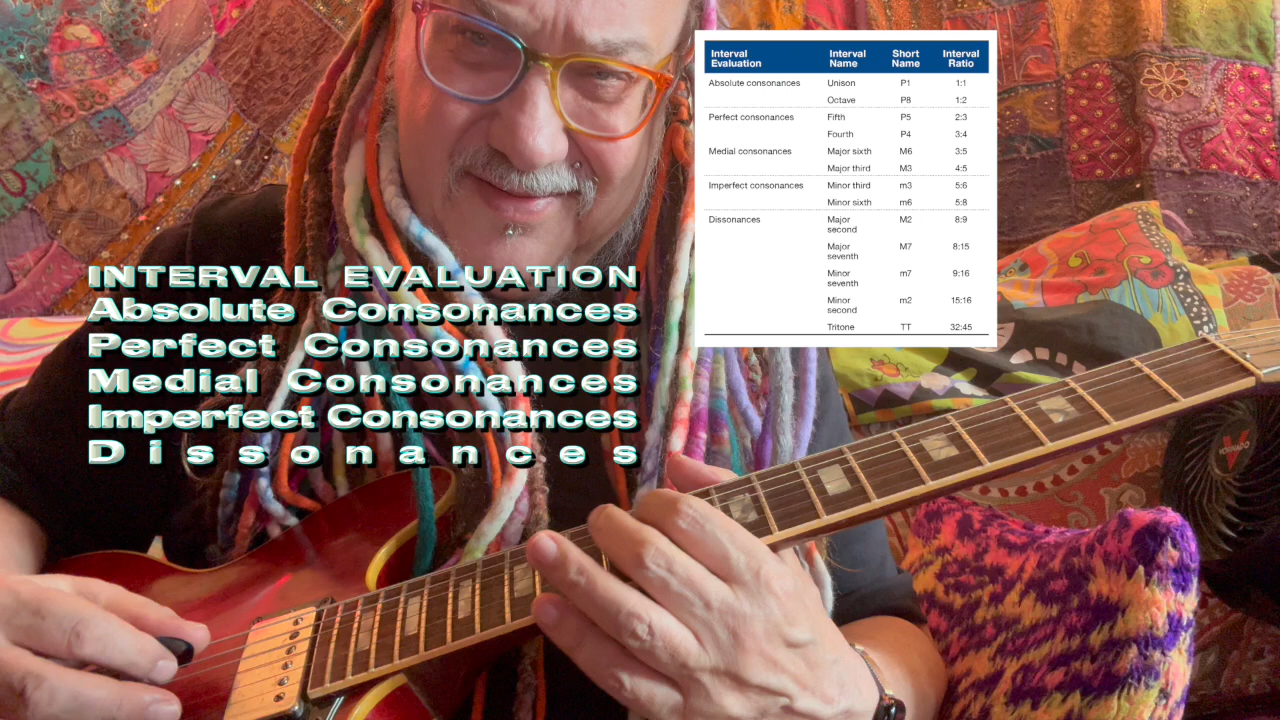 INTERVAL EVALUATION
Absolute Consonances
Perfect Consonances
Medial Consonances
Imperfect Consonances
Dissonances
Interval Evaluation Interval Name Short Name Interval Ratio
Absolute consonances Unison P1 1:1
Octave P8 1:2
Perfect consonances Fifth P5 2:3
Fourth P4 3:4
Medial consonances Major sixth M6 3:5
Major third M3 4:5
Imperfect consonances Minor third m3 5:6
Minor sixth m6 5:8
Dissonances Major second M2 8:9
Major seventh M7 8:15
Minor seventh m7 9:16
Minor second m2 15:16
Tritone TT 32:45